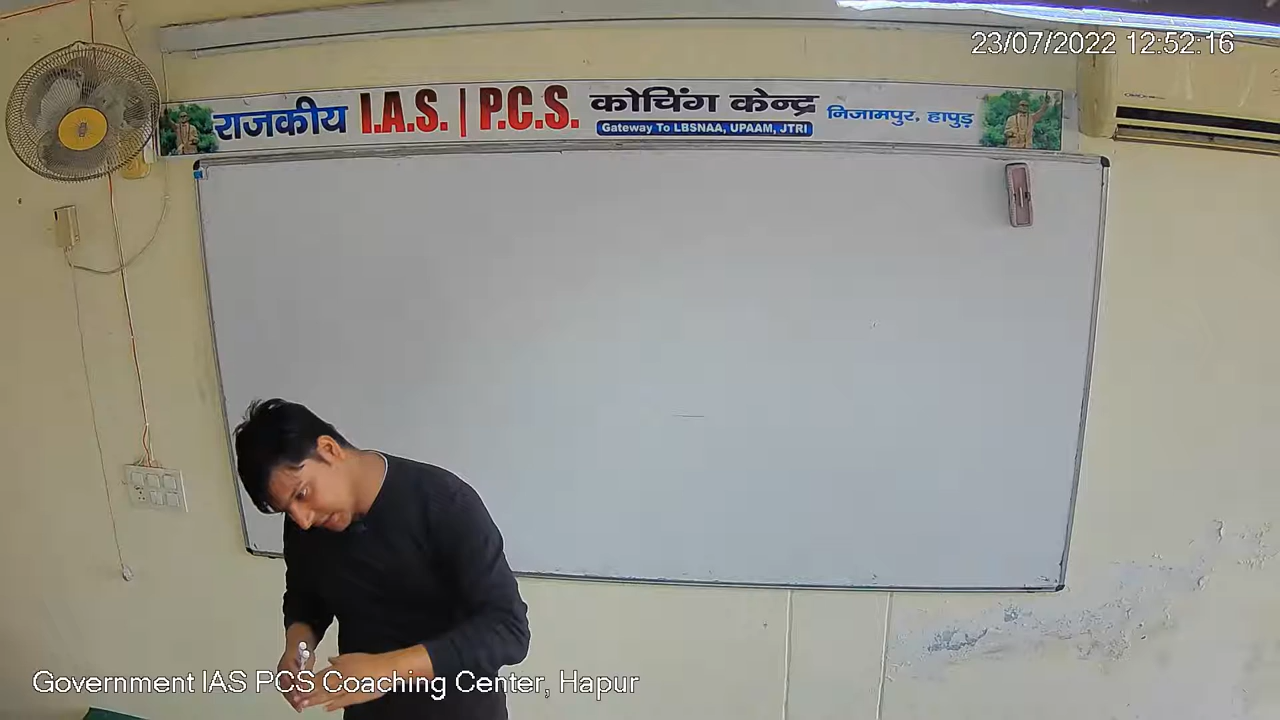 23/07/2022 12:52:16
राजकीय I.A.S. | P.C.S. कोचिंग केन्द्र निजामपुर, हापुड़
Gateway To LBSNAA, UPAAM, JTRI
Government IAS PCS Coaching Center, Hapur